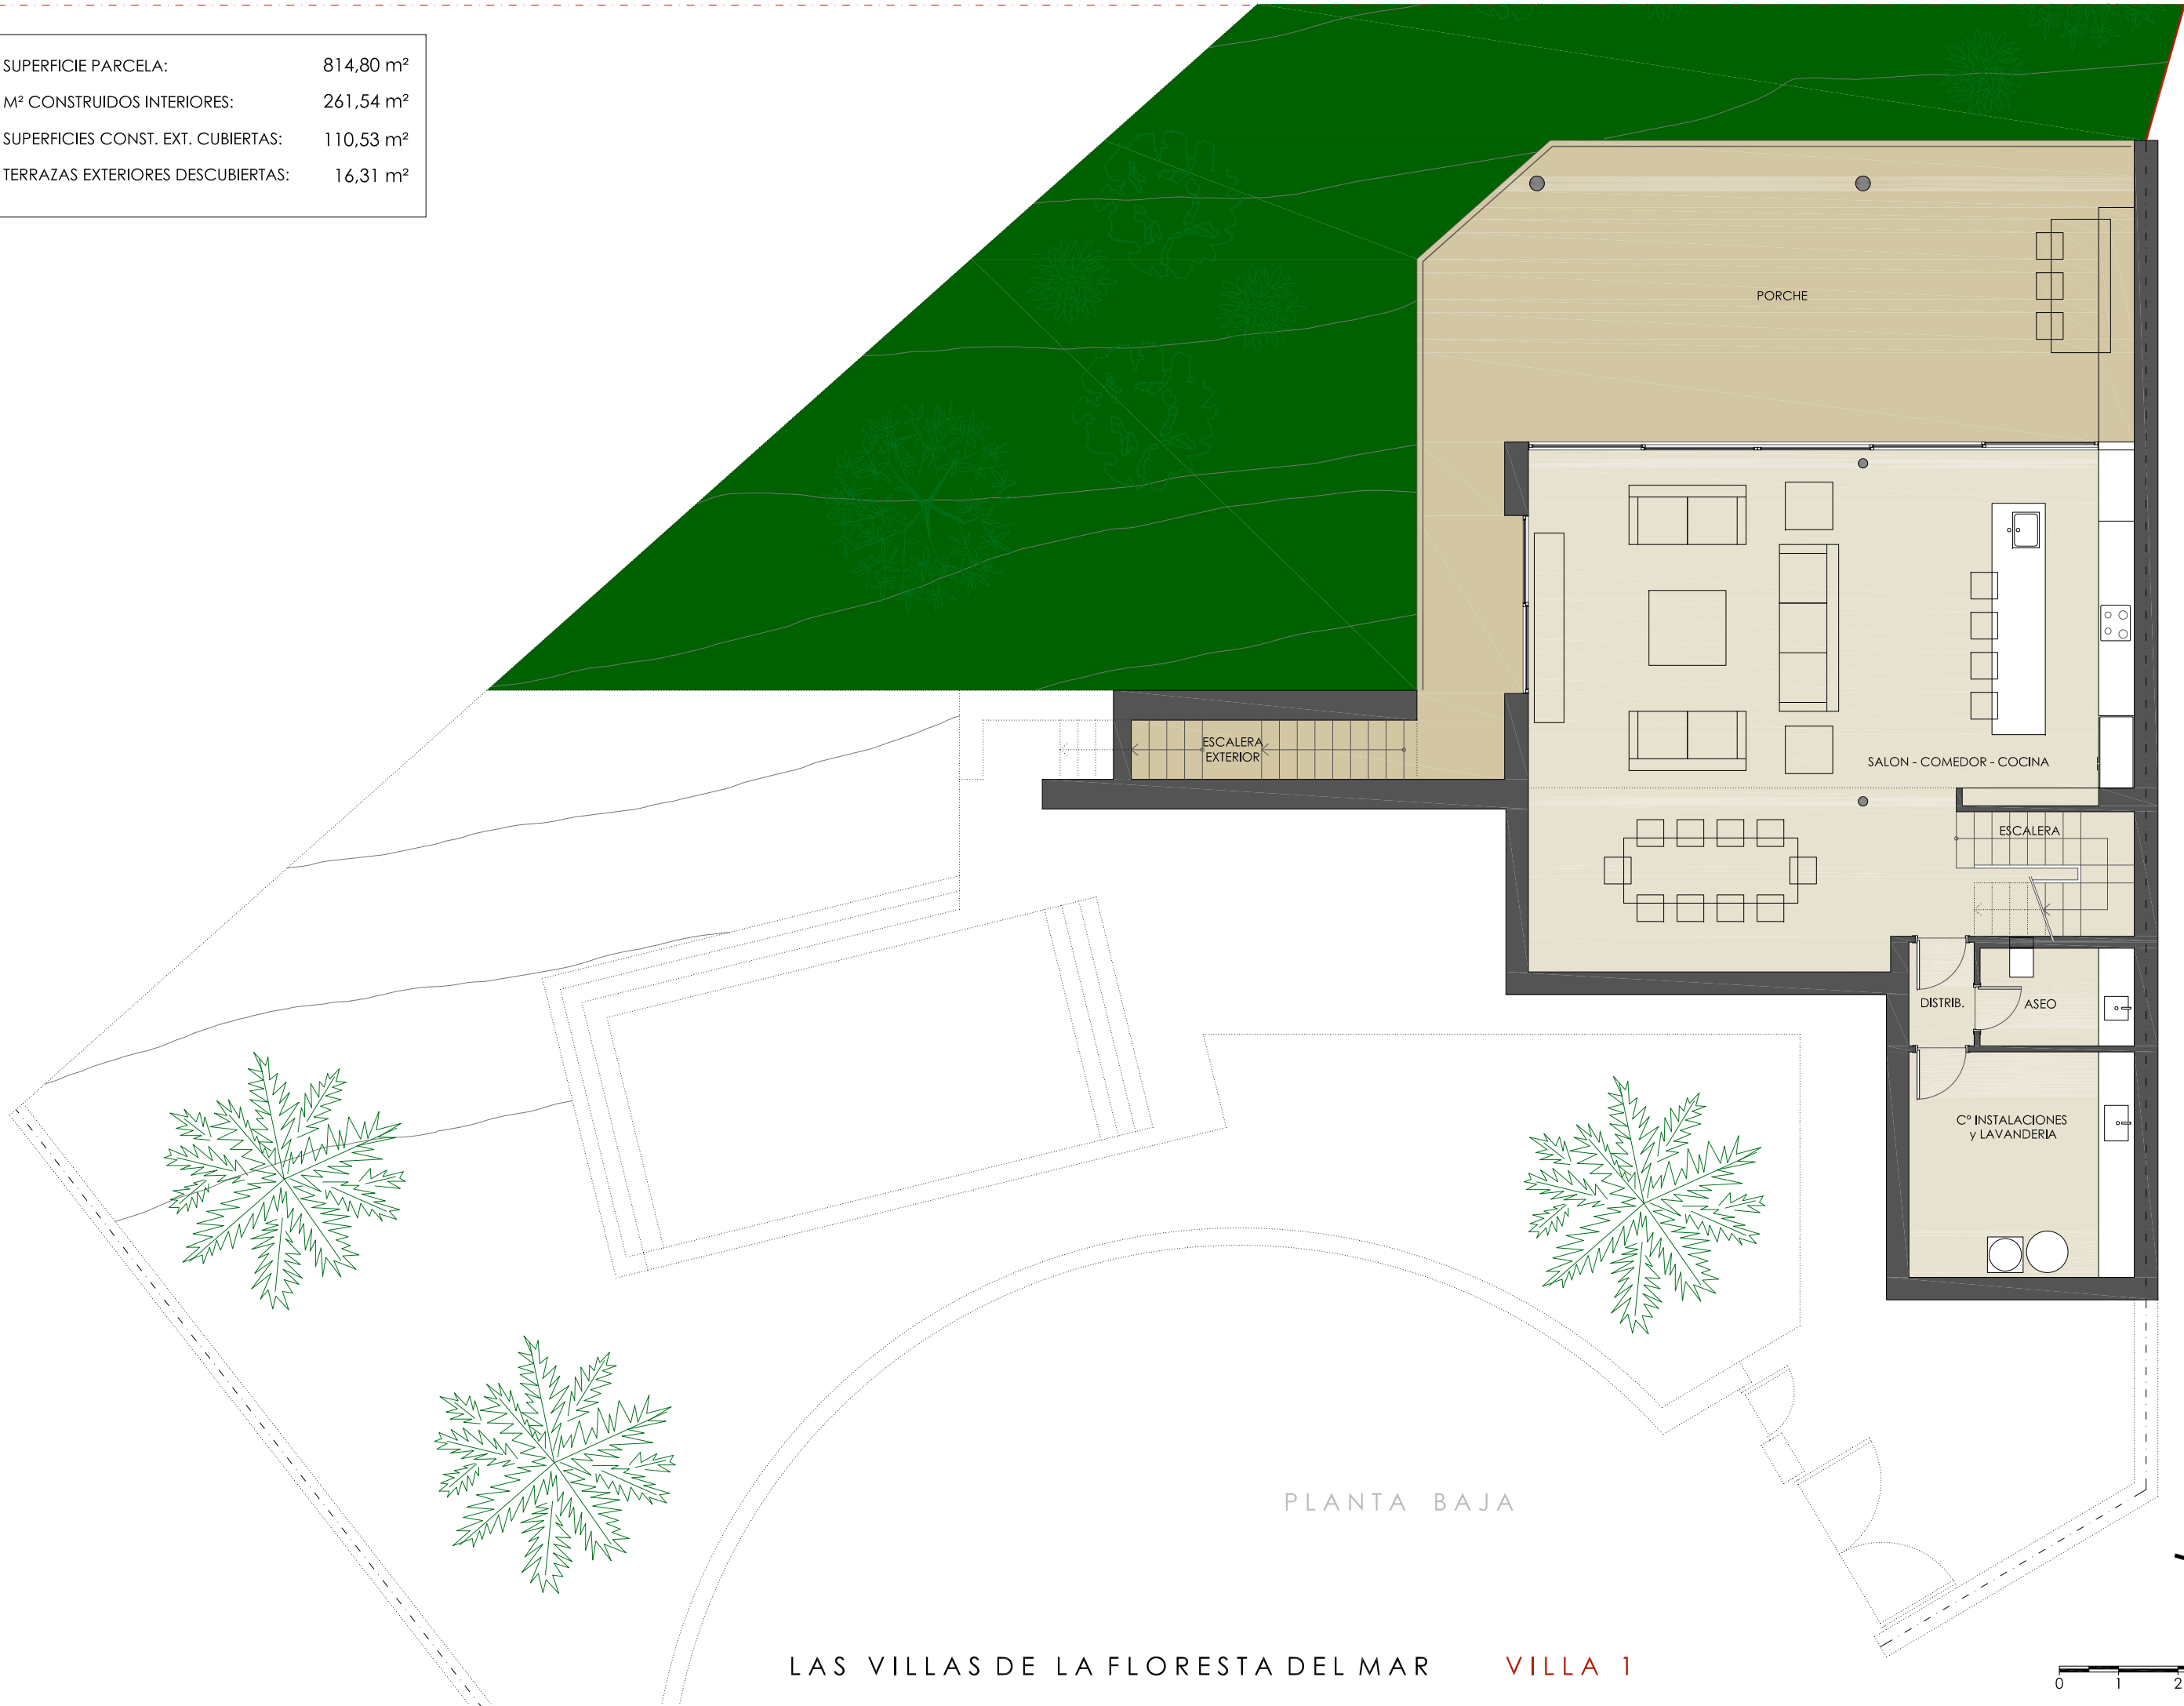 SUPERFICIE PARCELA: 814,80 m²
M² CONSTRUIDOS INTERIORES: 261,54 m²
SUPERFICIES CONST. EXT. CUBIERTAS: 110,53 m²
TERRAZAS EXTERIORES DESCUBIERTAS: 16,31 m²
PORCHE
ESCALERA
EXTERIOR
SALON - COMEDOR - COCINA
ESCALERA
DISTRIB.
ASEO
Cº INSTALACIONES
y LAVANDERIA
PLANTA BAJA
LAS VILLAS DE LA FLORESTA DEL MAR VILLA 1
0 1 2